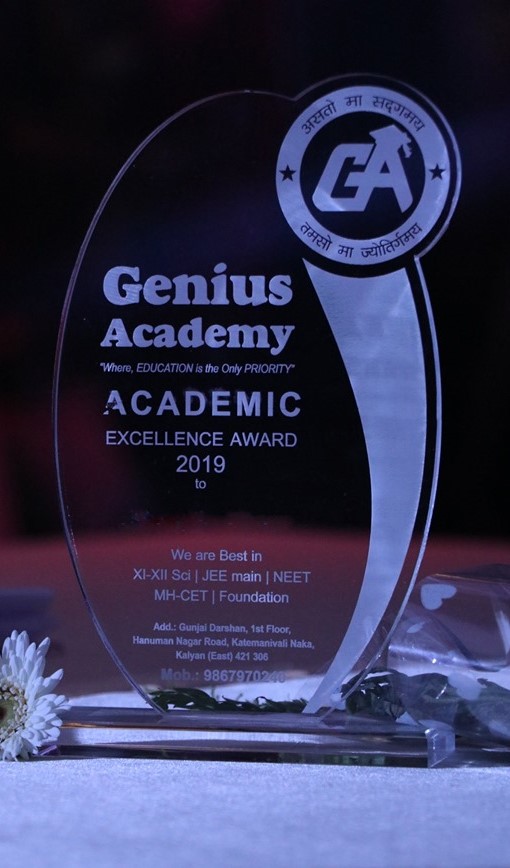 असतो मा सद्गमय
GA
तमसो मा ज्योतिर्गमय
Genius
Academy
"Where, EDUCATION is the Only PRIORITY"
ACADEMIC
EXCELLENCE AWARD
2019
to
We are Best in
XI-XII Sci | JEE main | NEET
MH-CET | Foundation
Add.: Gunjai Darshan, 1st Floor,
Hanuman Nagar Road, Katemanivali Naka,
Kalyan (East) 421 306
Mob.: